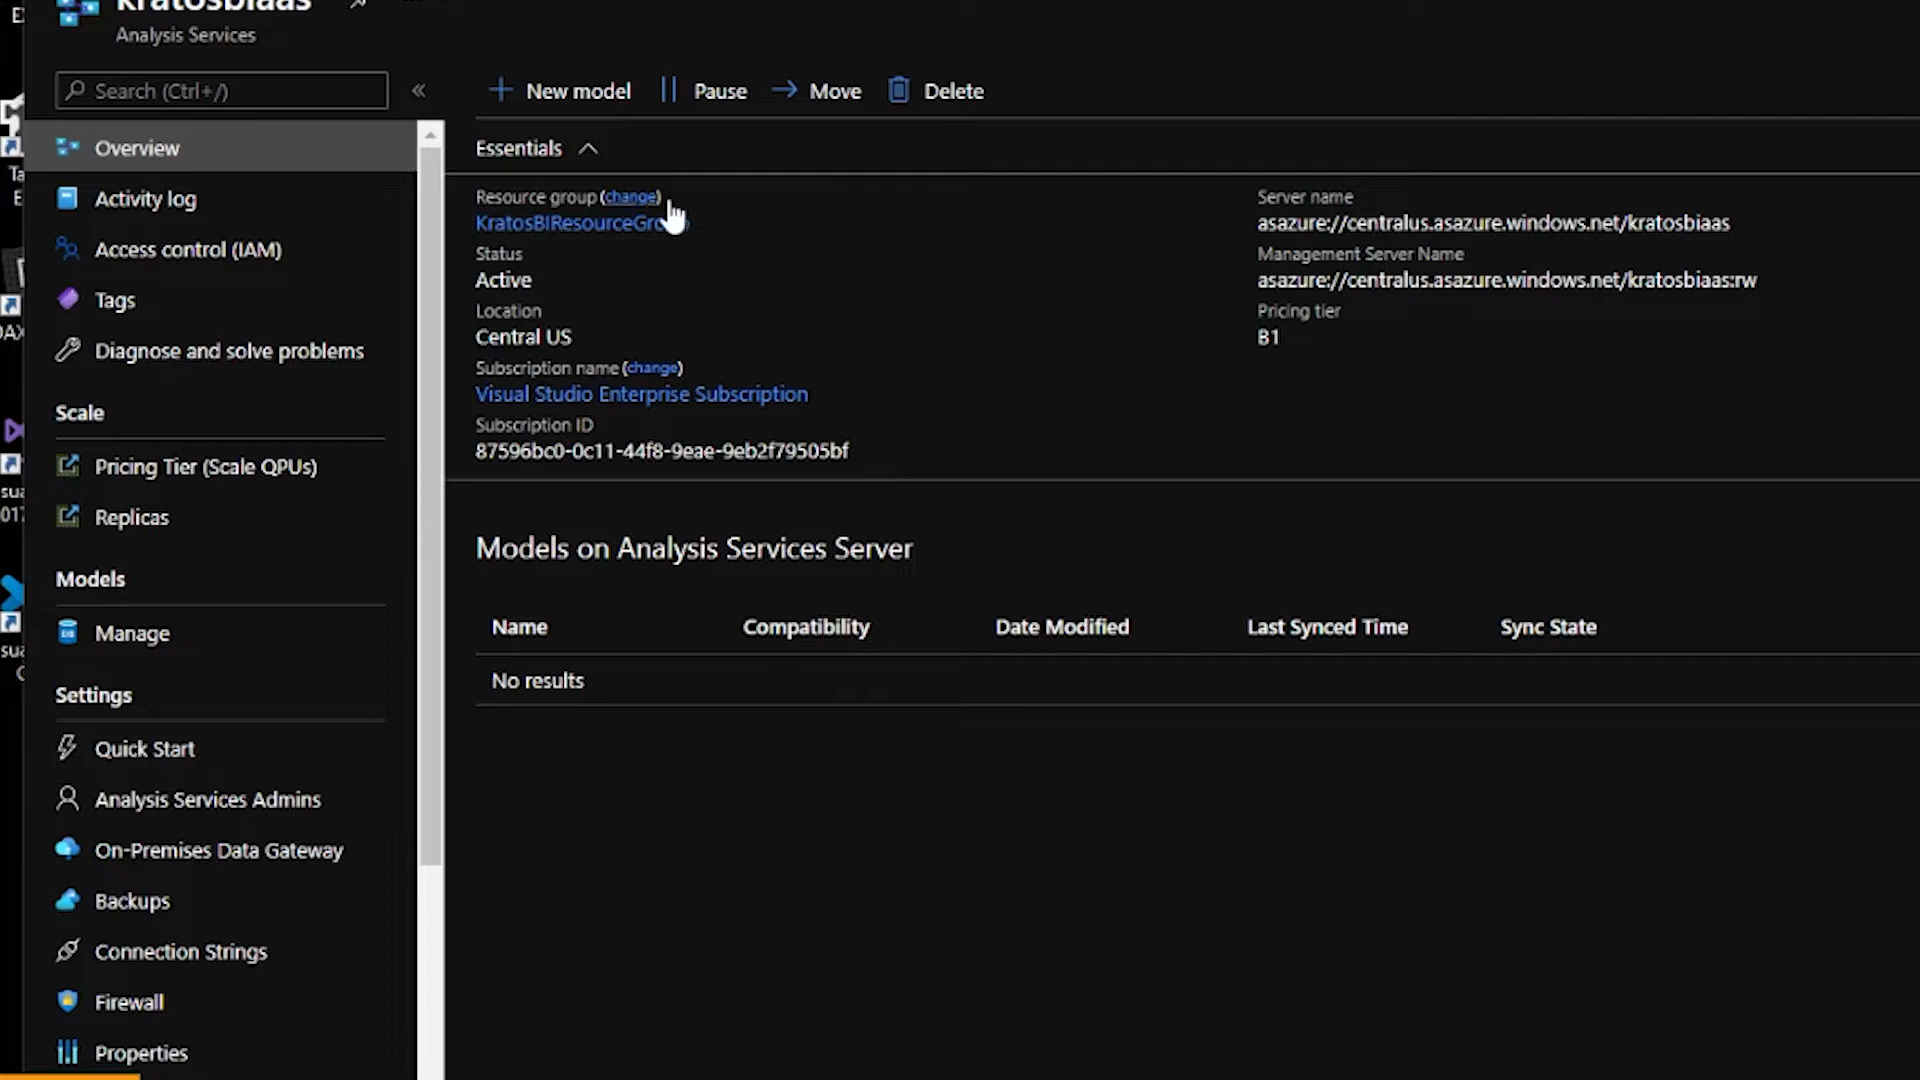 kratosbiaas
Analysis Services
Search (Ctrl+/)
«
New model
Pause
Move
Delete
Overview
Activity log
Access control (IAM)
Tags
Diagnose and solve problems
Scale
Pricing Tier (Scale QPUs)
Replicas
Models
Manage
Settings
Quick Start
Analysis Services Admins
On-Premises Data Gateway
Backups
Connection Strings
Firewall
Properties
Essentials
Resource group (change)
Status
Active
Location
Central US
Subscription name (change)
Visual Studio Enterprise Subscription
Subscription ID
87596bc0-0c11-44f8-9eae-9eb2f79505bf
Server name
asazure://centralus.asazure.windows.net/kratosbiaas
Management Server Name
asazure://centralus.asazure.windows.net/kratosbiaas:rw
Pricing tier
B1
Models on Analysis Services Server
Name Compatibility Date Modified Last Synced Time Sync State
No results